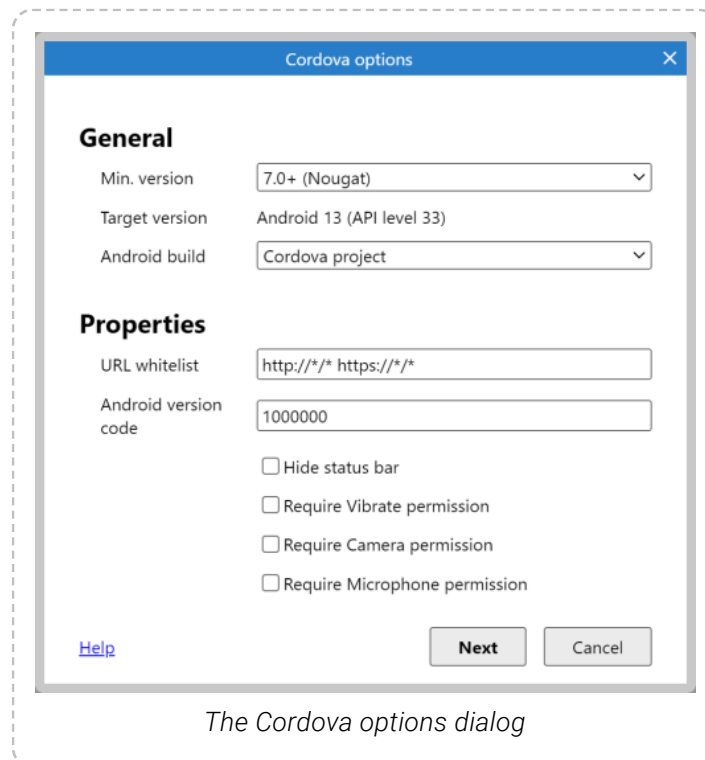 Cordova options
General
Min. version
7.0+ (Nougat)
Target version
Android 13 (API level 33)
Android build
Cordova project
Properties
URL whitelist
http://*/* https://*/*
Android version
code
1000000
Hide status bar
Require Vibrate permission
Require Camera permission
Require Microphone permission
Help
Next
Cancel
The Cordova options dialog